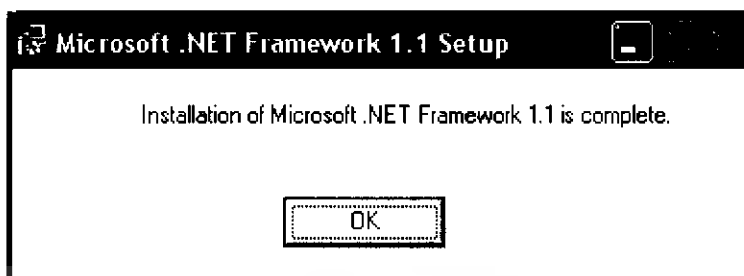 Microsoft .NET Framework 1.1 Setup
Installation of Microsoft .NET Framework 1.1 is complete.
OK